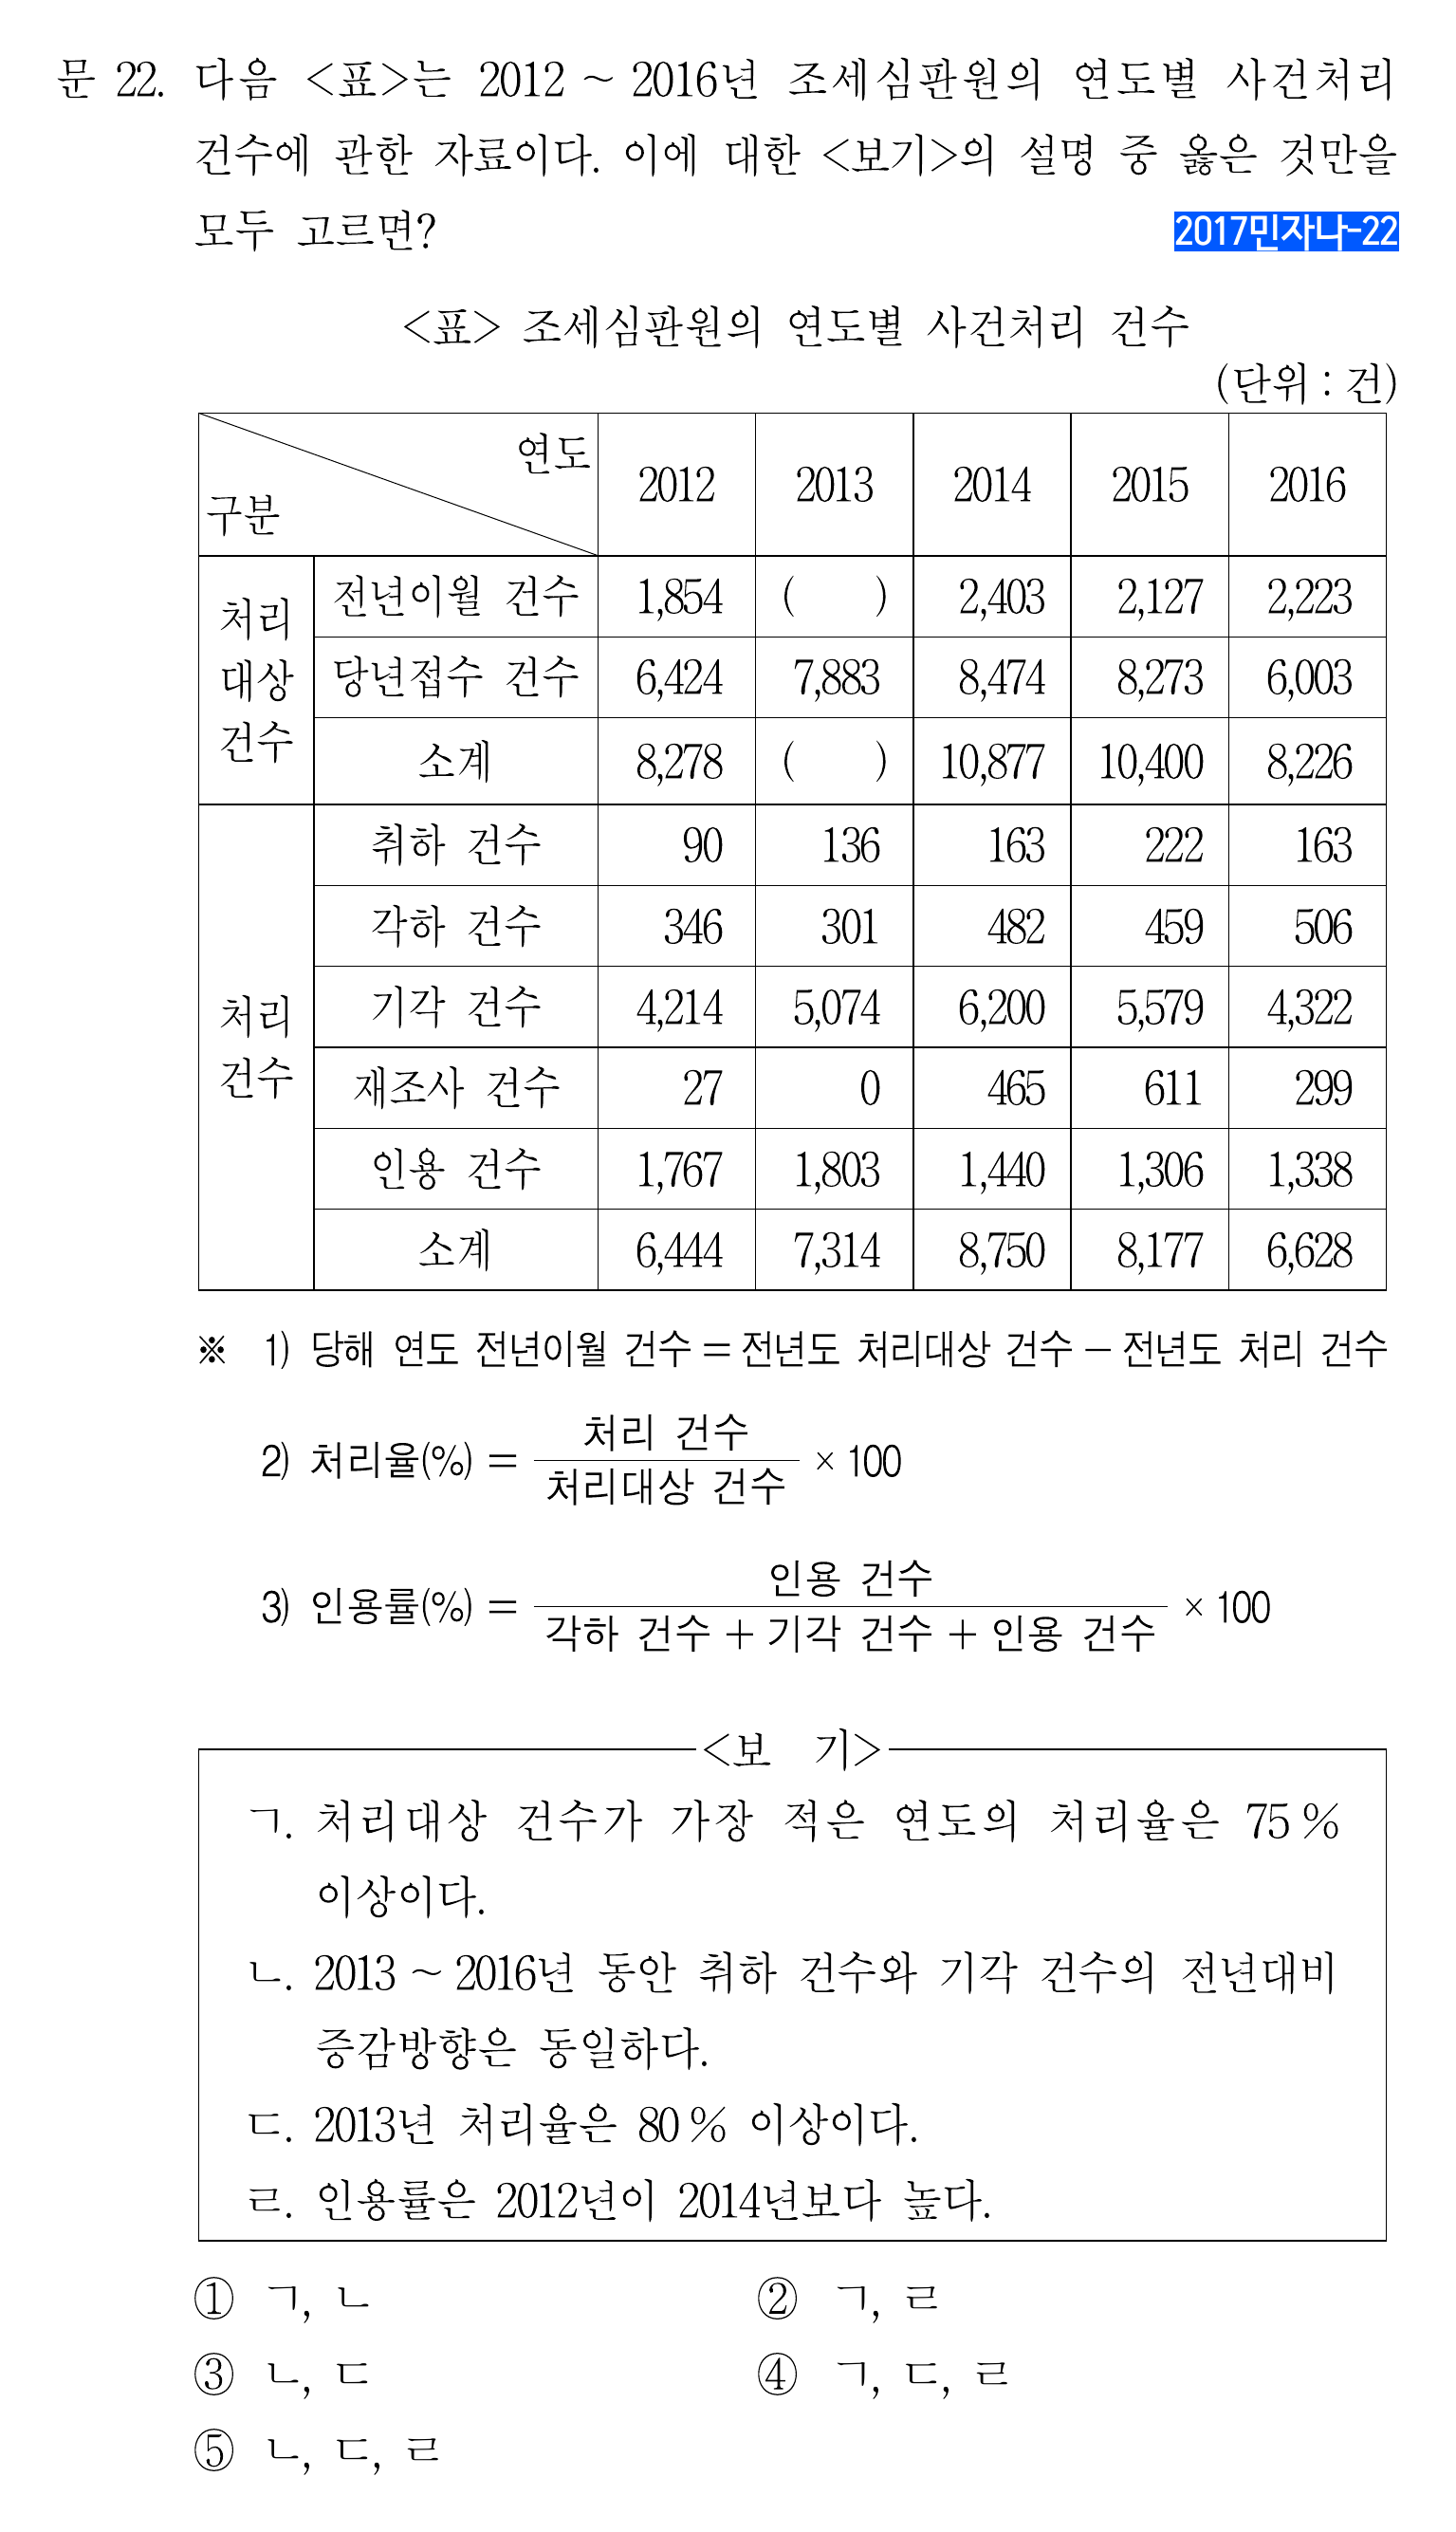 문 22. 다음 <표>는 2012 ~ 2016년 조세심판원의 연도별 사건처리
건수에 관한 자료이다. 이에 대한 <보기>의 설명 중 옳은 것만을
모두 고르면?
2017민자나-22
<표> 조세심판원의 연도별 사건처리 건수
(단위 : 건)
연도
구분
2012 2013 2014 2015 2016
처리
대상
건수
전년이월 건수 1,854 ( ) 2,403 2,127 2,223
당년접수 건수 6,424 7,883 8,474 8,273 6,003
소계 8,278 ( ) 10,877 10,400 8,226
처리
건수
취하 건수 90 136 163 222 163
각하 건수 346 301 482 459 506
기각 건수 4,214 5,074 6,200 5,579 4,322
재조사 건수 27 0 465 611 299
인용 건수 1,767 1,803 1,440 1,306 1,338
소계 6,444 7,314 8,750 8,177 6,628
※ 1) 당해 연도 전년이월 건수 = 전년도 처리대상 건수 − 전년도 처리 건수
2) 처리율(%) = 처리 건수 / 처리대상 건수 × 100
3) 인용률(%) = 인용 건수 / 각하 건수 + 기각 건수 + 인용 건수 × 100
<보 기>
ㄱ. 처리대상 건수가 가장 적은 연도의 처리율은 75 %
이상이다.
ㄴ. 2013 ~ 2016년 동안 취하 건수와 기각 건수의 전년대비
증감방향은 동일하다.
ㄷ. 2013년 처리율은 80 % 이상이다.
ㄹ. 인용률은 2012년이 2014년보다 높다.
① ㄱ, ㄴ
② ㄱ, ㄹ
③ ㄴ, ㄷ
④ ㄱ, ㄷ, ㄹ
⑤ ㄴ, ㄷ, ㄹ